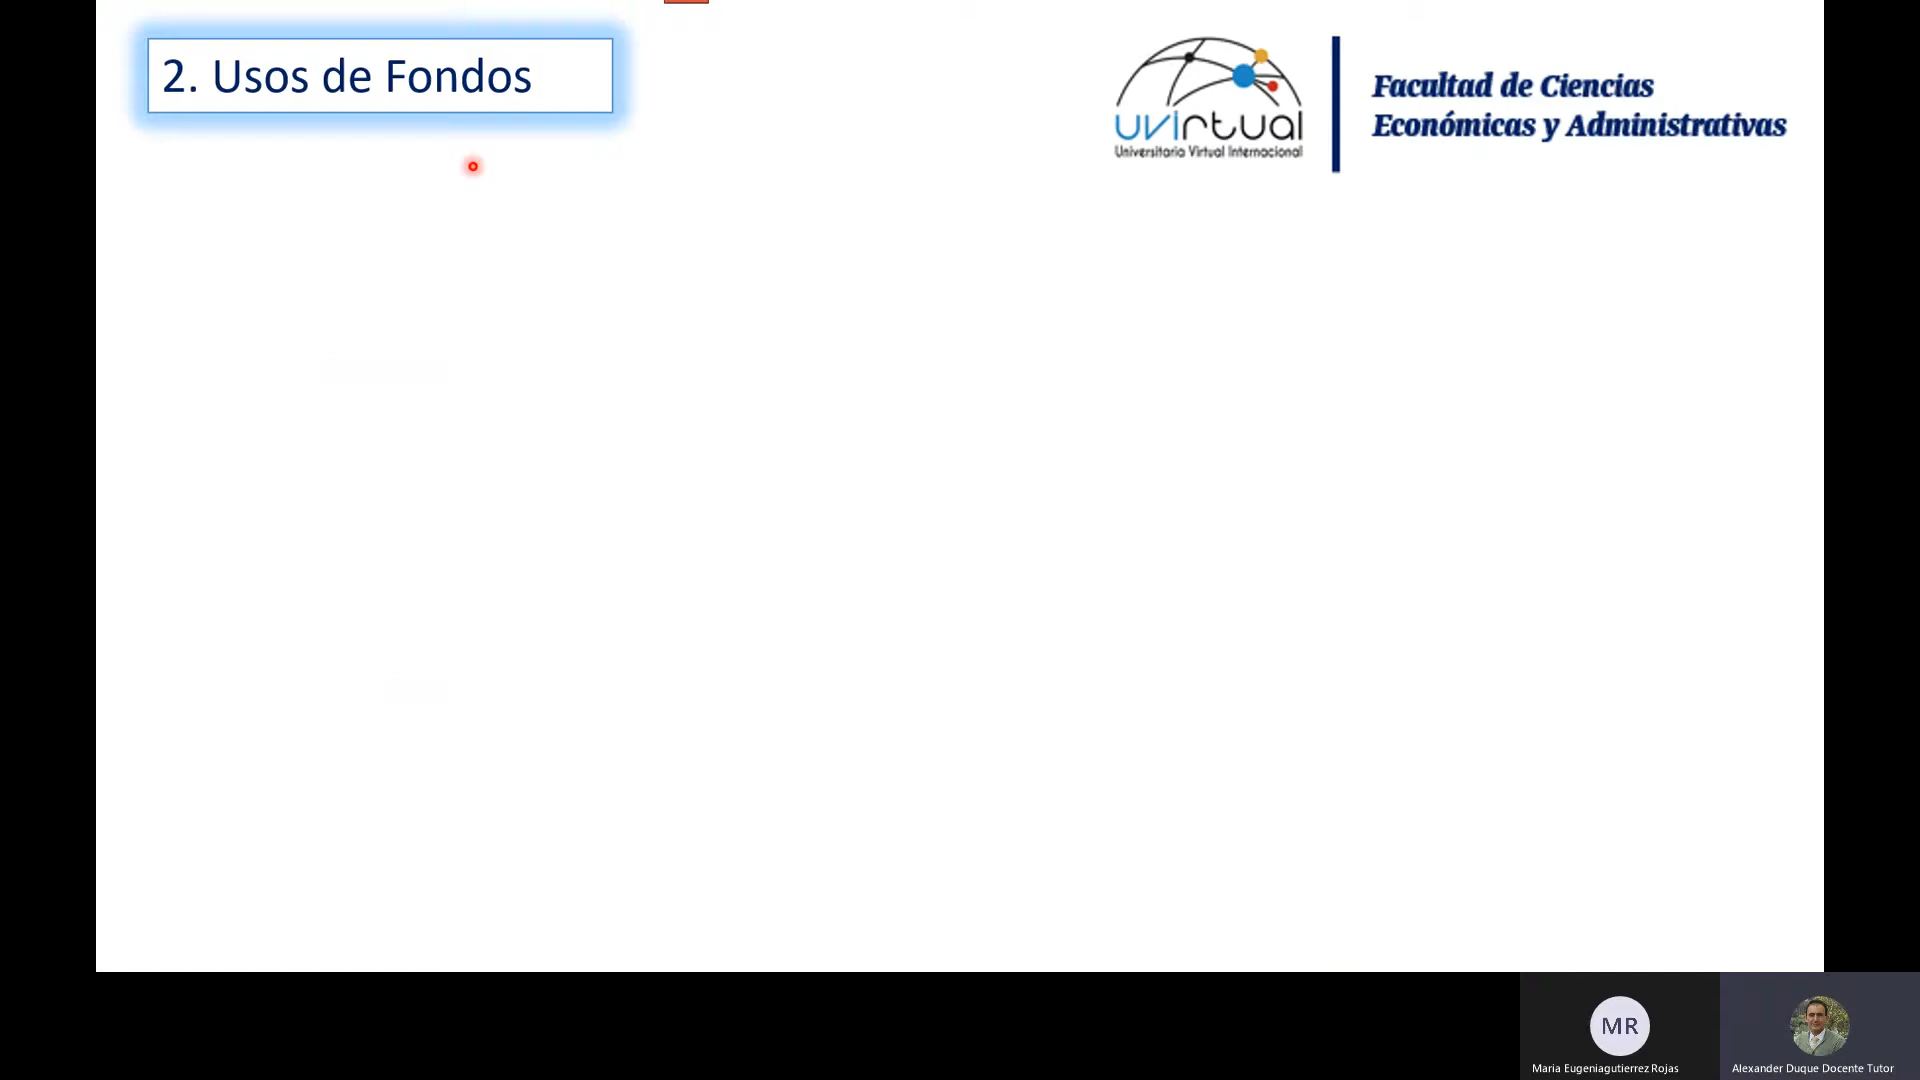 2. Usos de Fondos
uvirtual
Universitaria Virtual Internacional
Facultad de Ciencias
Económicas y Administrativas
MR
Maria Eugeniagutierrez Rojas
Alexander Duque Docente Tutor